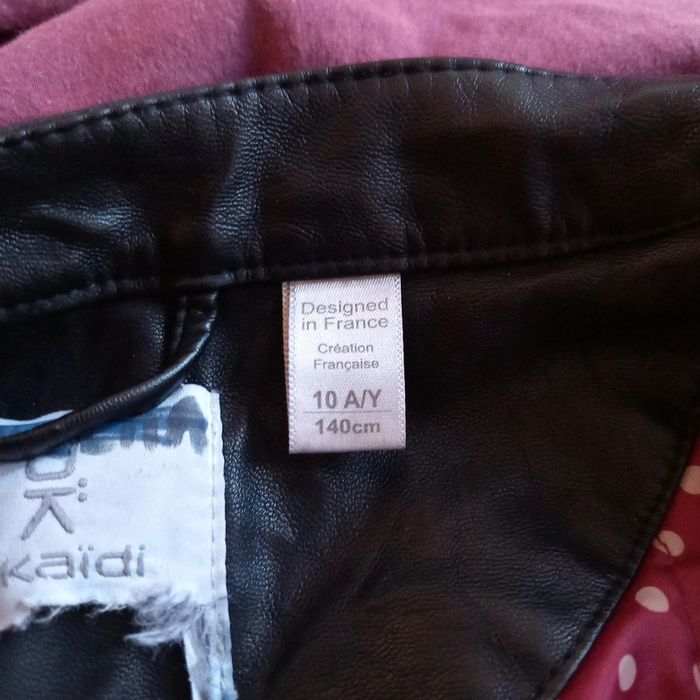 Designed
in France
Création
Française
10 A/Y
140cm
kaïdi